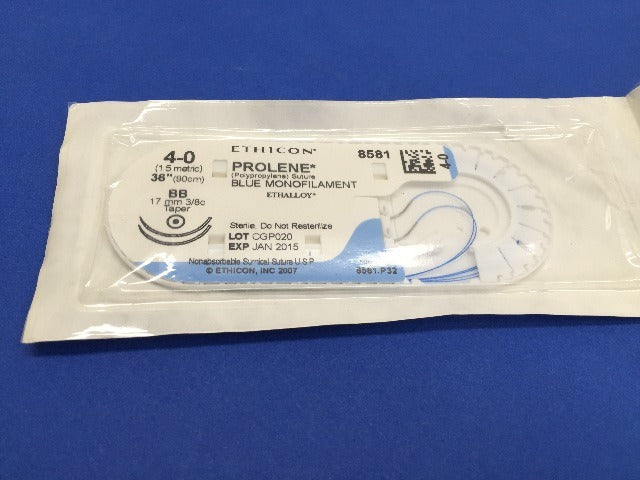 4-0
(1.5 metric)
36" (90cm)
BB
17 mm 3/8c
Taper
ETHICON*
8581
PROLENE*
(Polypropylene) Suture
BLUE MONOFILAMENT
ETHALLOY*
4-0
Sterile, Do Not Resterilize
LOT CGP020
EXP JAN 2015
Nonabsorbable Surgical Suture U.S.P.
© ETHICON, INC 2007
8581.P32